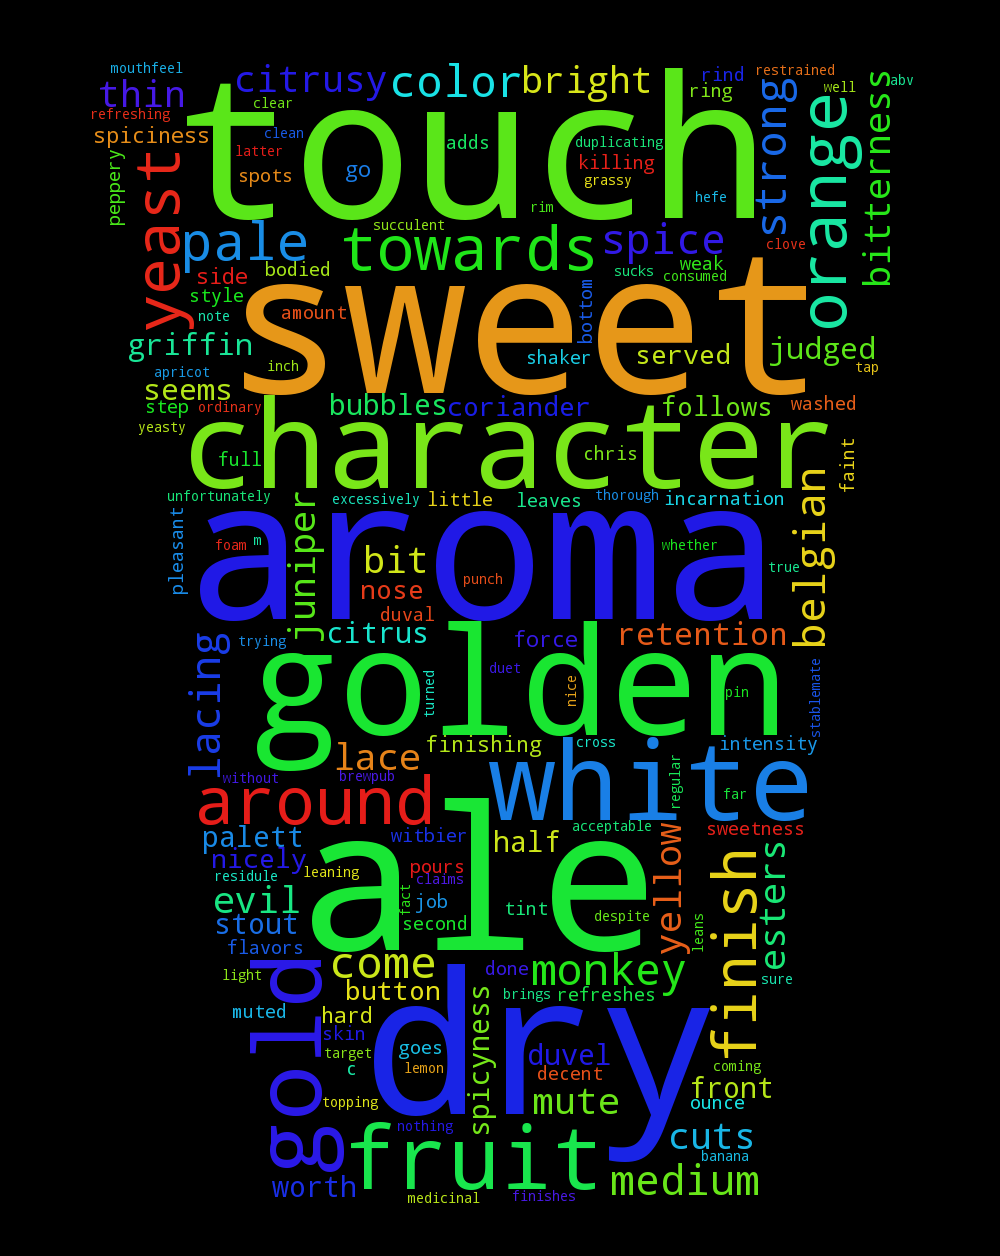 mouthfeel
thin citrusy color bright rind restrained
refreshing clear ring well abv
spiciness clean touch adds duplicating strong orange bitterness
latter spots go killing grassy
peppery yeast rim hefe
succulent
pale towards spice clove
side bodied sucks weak consumed
style sweet bottom
note amount
griffin inch shaker served judged
apricot tap
seems bubbles coriander follows washed
step ordinary
yeasty character
full chris faint
unfortunately excessively little leaves thorough incarnation
pleasant juniper aroma belgian
foam m bit whether
nose punch true
duval
lacing citrus force retention
trying golden duet
turned nice pin stablemate
finishing cross intensity
lace white
without brewpub regular far
around acceptable sweetness
palett witbier half yellow
nicely pours
residule leaning claims finish esters
evil ale fact job tint despite
stout second leans
flavors
light come done monkey sure
gold button brings refreshes
muted hard dry spicyness
skin goes duvel
target decent coming
c lemon front
topping mute ounce
nothing cuts
fruit banana
worth medium
medicinal finishes